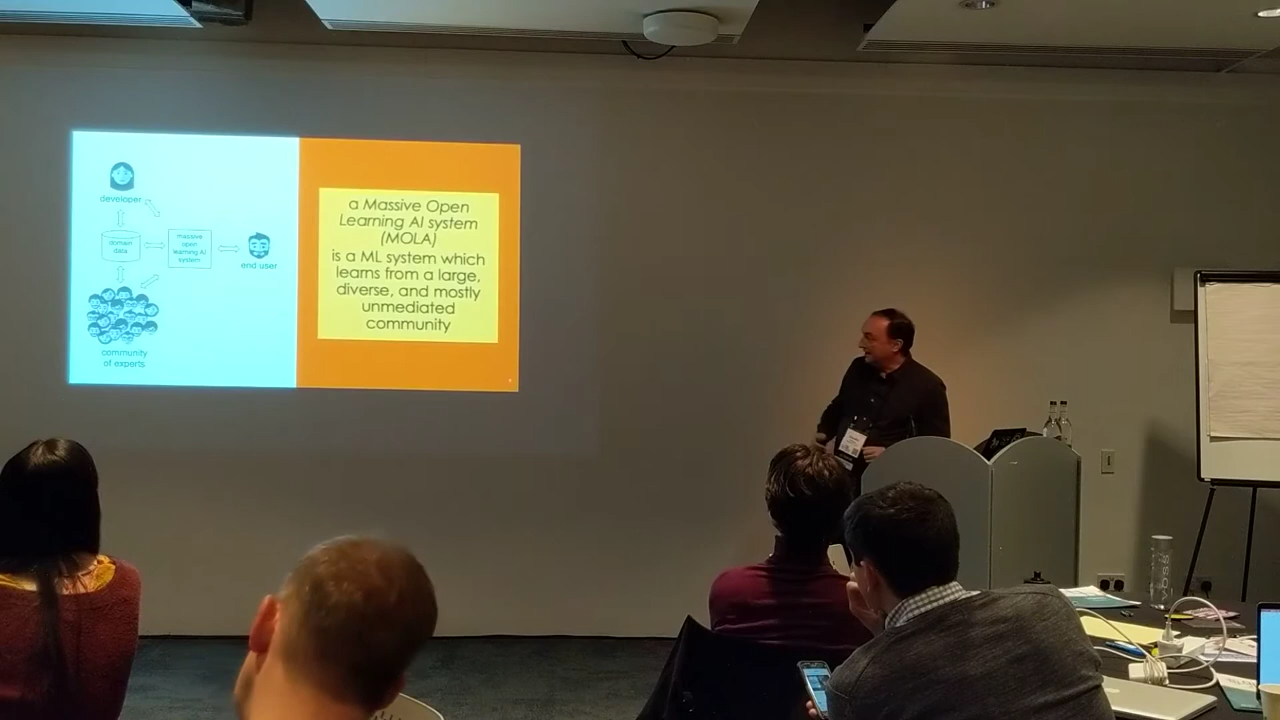 developer
domain
data
massive
open
learning AI
system
end user
community
of experts
a Massive Open
Learning AI system
(MOLA)
is a ML system which
learns from a large,
diverse, and mostly
unmediated
community
voss